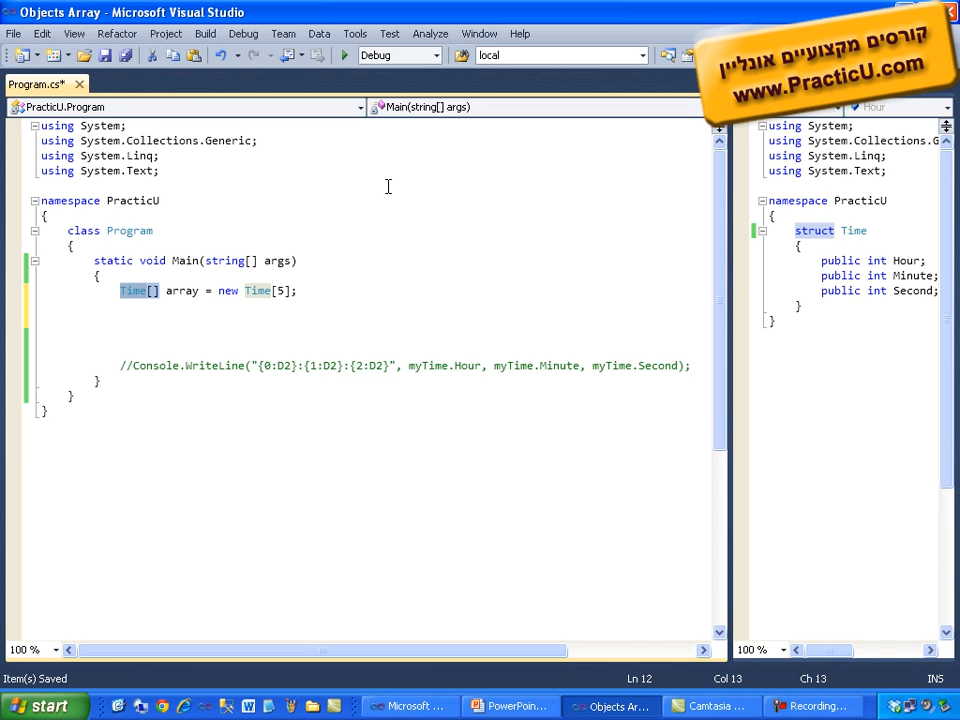 Objects Array - Microsoft Visual Studio
File Edit View Refactor Project Build Debug Team Data Tools Test Analyze Window Help
Debug local
קורסים מקצועיים אונליין
www.PracticU.com
Program.cs*
PracticU.Program Main(string[] args) Hour
using System;
using System.Collections.Generic;
using System.Linq;
using System.Text;
namespace PracticU
{
class Program
{
static void Main(string[] args)
{
Time[] array = new Time[5];
//Console.WriteLine("{0:D2}:{1:D2}:{2:D2}", myTime.Hour, myTime.Minute, myTime.Second);
}
}
}
using System;
using System.Collections.G
using System.Linq;
using System.Text;
namespace PracticU
{
struct Time
{
public int Hour;
public int Minute;
public int Second;
}
}
100 % 100 %
Item(s) Saved Ln 12 Col 13 Ch 13 INS
start Microsoft ... PowerPoin... Objects Ar... Camtasia ... Recording...